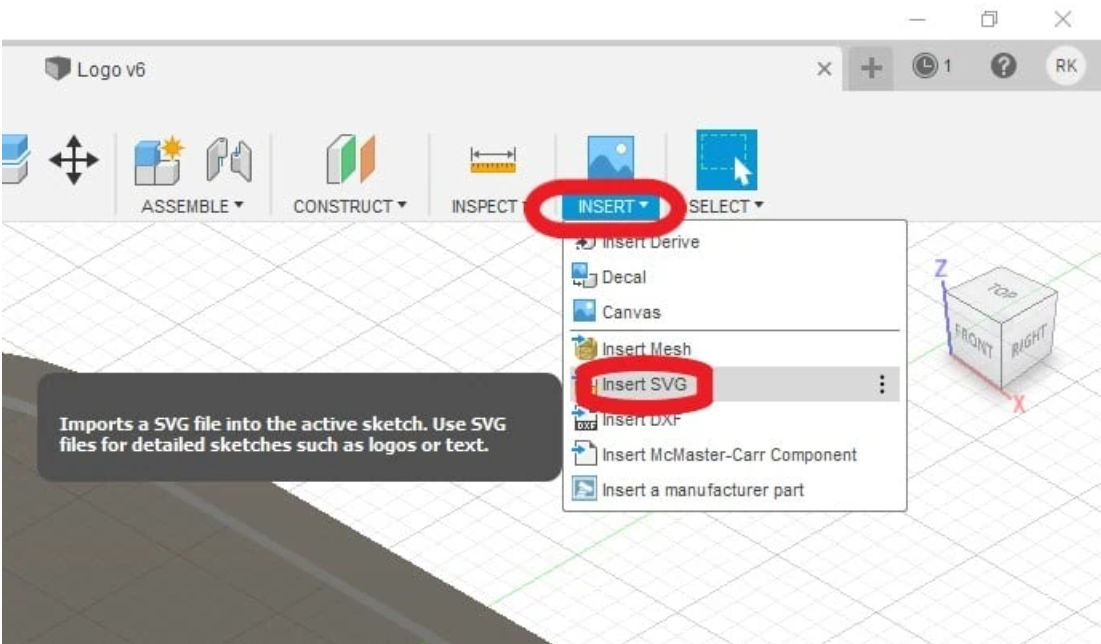 Logo v6
1
RK
ASSEMBLE
CONSTRUCT
INSPECT
INSERT
SELECT
Insert Derive
Decal
Canvas
Insert Mesh
Insert SVG
DXF Insert DXF
Insert McMaster-Carr Component
Insert a manufacturer part
Imports a SVG file into the active sketch. Use SVG
files for detailed sketches such as logos or text.
Z
TOP
FRONT
RIGHT
X